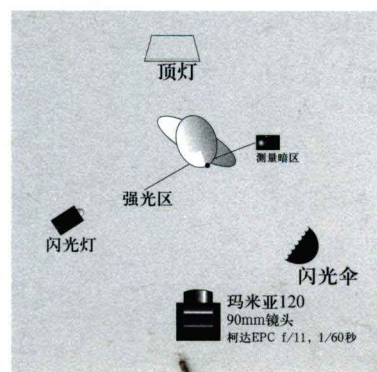 顶灯
测量暗区
强光区
闪光灯
闪光伞
玛米亚120
90mm镜头
柯达EPC f/11, 1/60秒